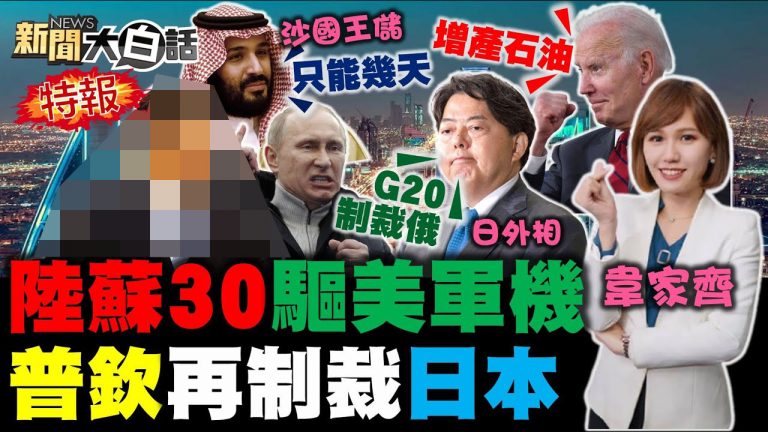 NEWS
新聞大白話
特報
沙國王儲
只能幾天
增產石油
G20
制裁俄
日外相
韋家齊
陸蘇30驅美軍機
普欽再制裁日本